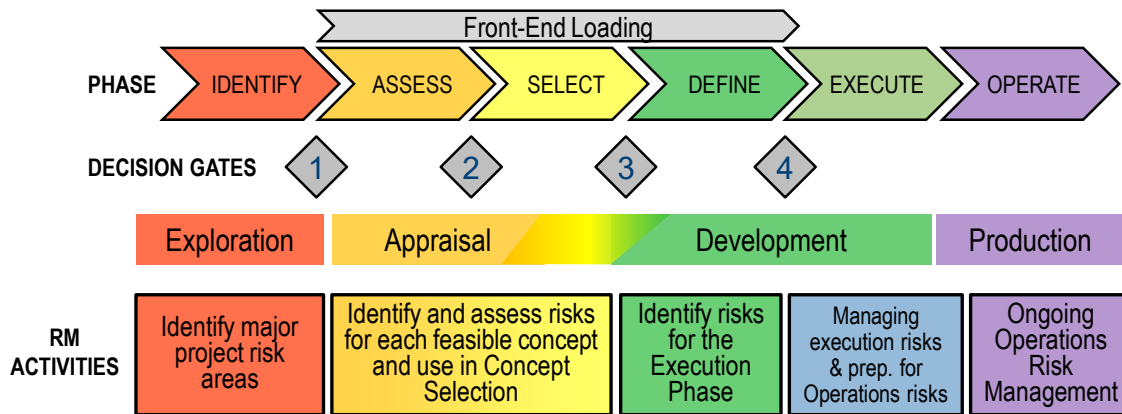 Front-End Loading
PHASE
IDENTIFY
ASSESS
SELECT
DEFINE
EXECUTE
OPERATE
DECISION GATES
1
2
3
4
Exploration
Appraisal
Development
Production
RM
ACTIVITIES
Identify major
project risk
areas
Identify and assess risks
for each feasible concept
and use in Concept
Selection
Identify risks
for the
Execution
Phase
Managing
execution risks
& prep. for
Operations risks
Ongoing
Operations
Risk
Management